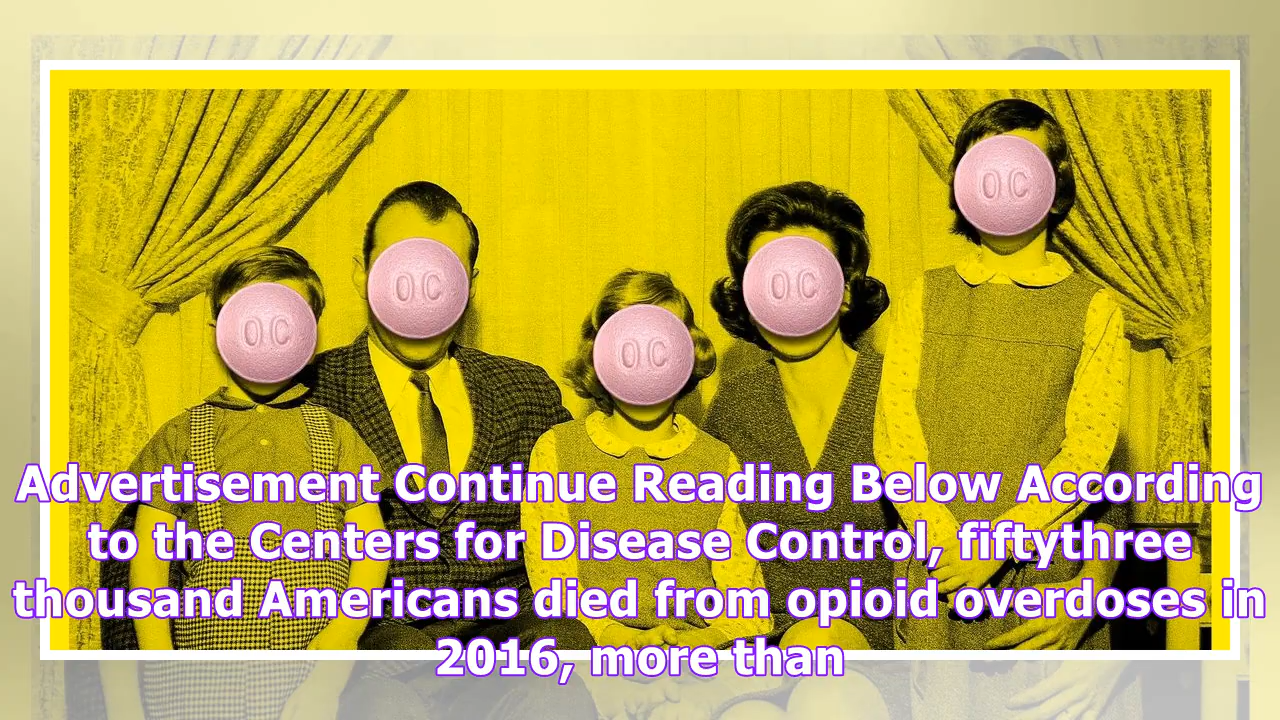 OC
OC
OC
OC
OC
Advertisement Continue Reading Below According
to the Centers for Disease Control, fiftythree
thousand Americans died from opioid overdoses in
2016, more than